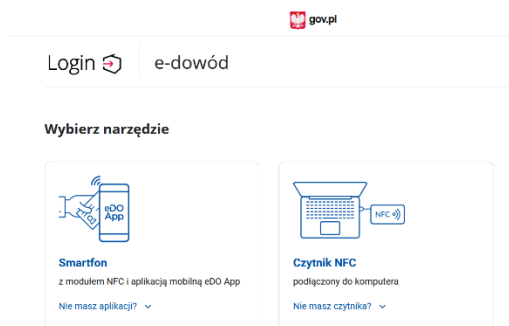 gov.pl
Login e-dowód
Wybierz narzędzie
eDO
App
NFC
Smartfon
z modułem NFC i aplikacją mobilną eDO App
Nie masz aplikacji?
Czytnik NFC
podłączony do komputera
Nie masz czytnika?